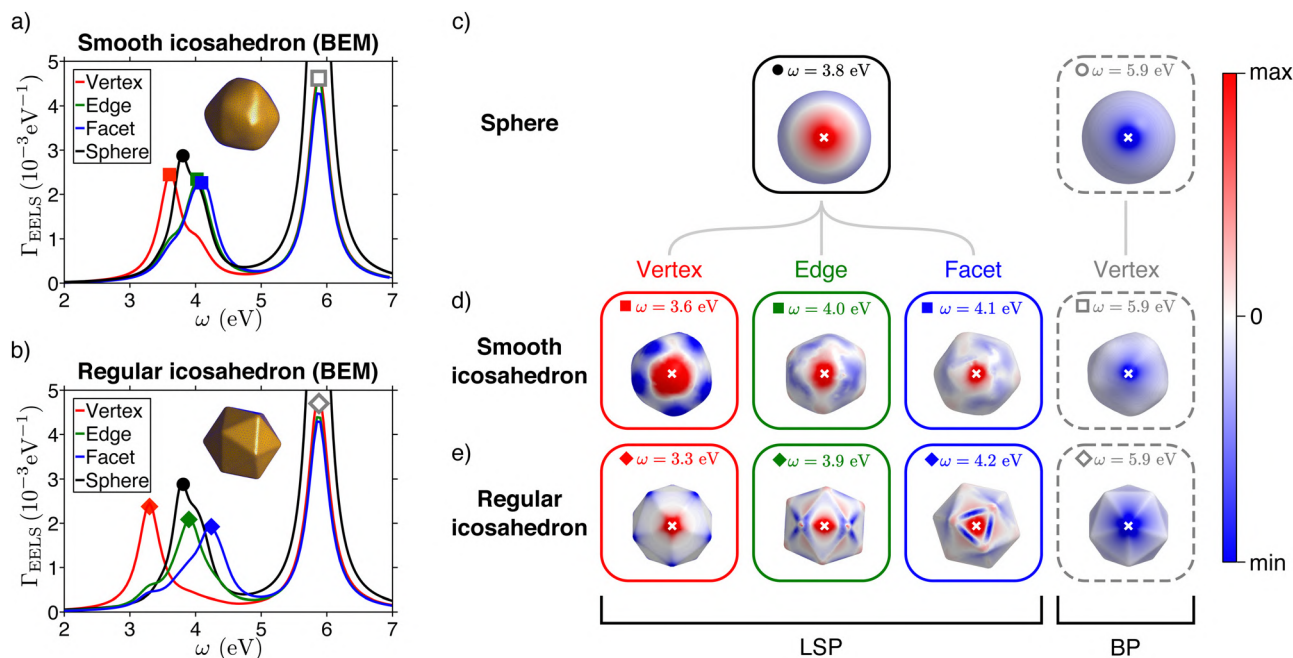 a)
Smooth icosahedron (BEM)
5
4
3
2
1
0
Γ_EELS (10⁻³eV⁻¹)
Vertex
Edge
Facet
Sphere
2 3 4 5 6 7
ω (eV)
b)
Regular icosahedron (BEM)
5
4
3
2
1
0
Γ_EELS (10⁻³eV⁻¹)
Vertex
Edge
Facet
Sphere
2 3 4 5 6 7
ω (eV)
c)
Sphere
ω = 3.8 eV
ω = 5.9 eV
Vertex Edge Facet Vertex
d)
Smooth
icosahedron
ω = 3.6 eV
ω = 4.0 eV
ω = 4.1 eV
ω = 5.9 eV
e)
Regular
icosahedron
ω = 3.3 eV
ω = 3.9 eV
ω = 4.2 eV
ω = 5.9 eV
LSP BP
max
0
min